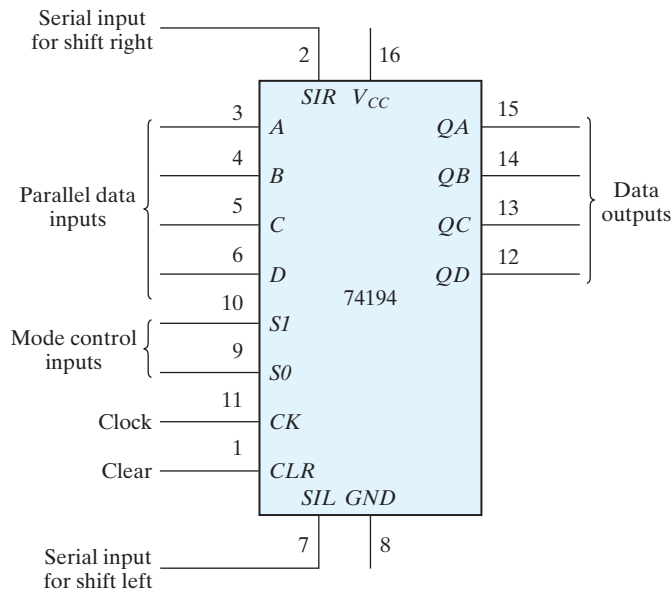 Serial input
for shift right
2
16
SIR VCC
3
A
QA
15
4
B
QB
14
Parallel data
inputs
5
C
QC
13
Data
outputs
6
D
QD
12
74194
10
S1
Mode control
inputs
9
S0
11
Clock
CK
1
Clear
CLR
SIL GND
7
8
Serial input
for shift left